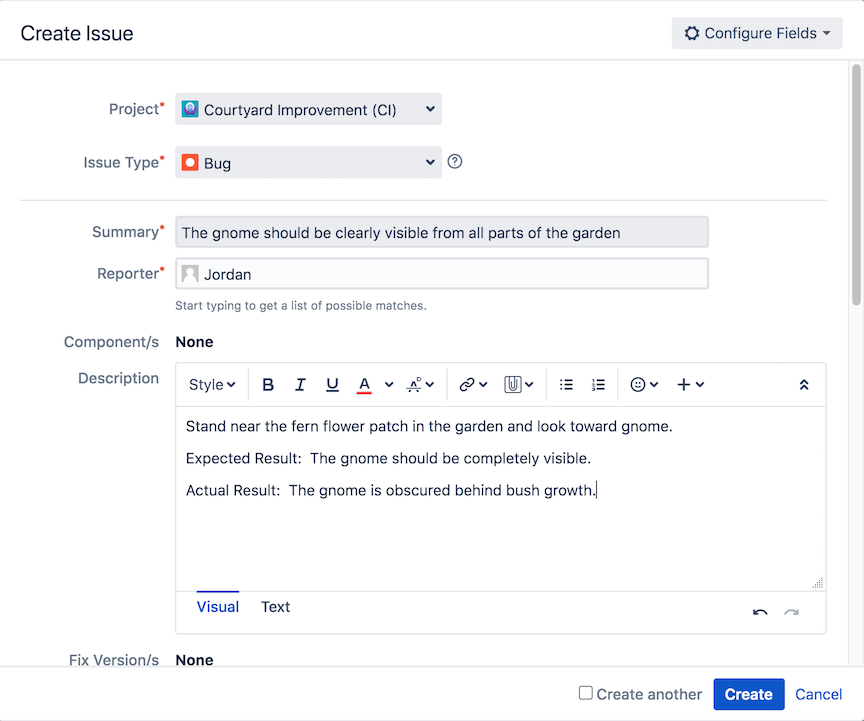 Create Issue
Configure Fields
Project* Courtyard Improvement (CI)
Issue Type* Bug ?
Summary* The gnome should be clearly visible from all parts of the garden
Reporter* Jordan
Start typing to get a list of possible matches.
Component/s None
Description Style B I U A
Stand near the fern flower patch in the garden and look toward gnome.
Expected Result:  The gnome should be completely visible.
Actual Result:  The gnome is obscured behind bush growth.
Visual Text
Fix Version/s None
Create another Create Cancel